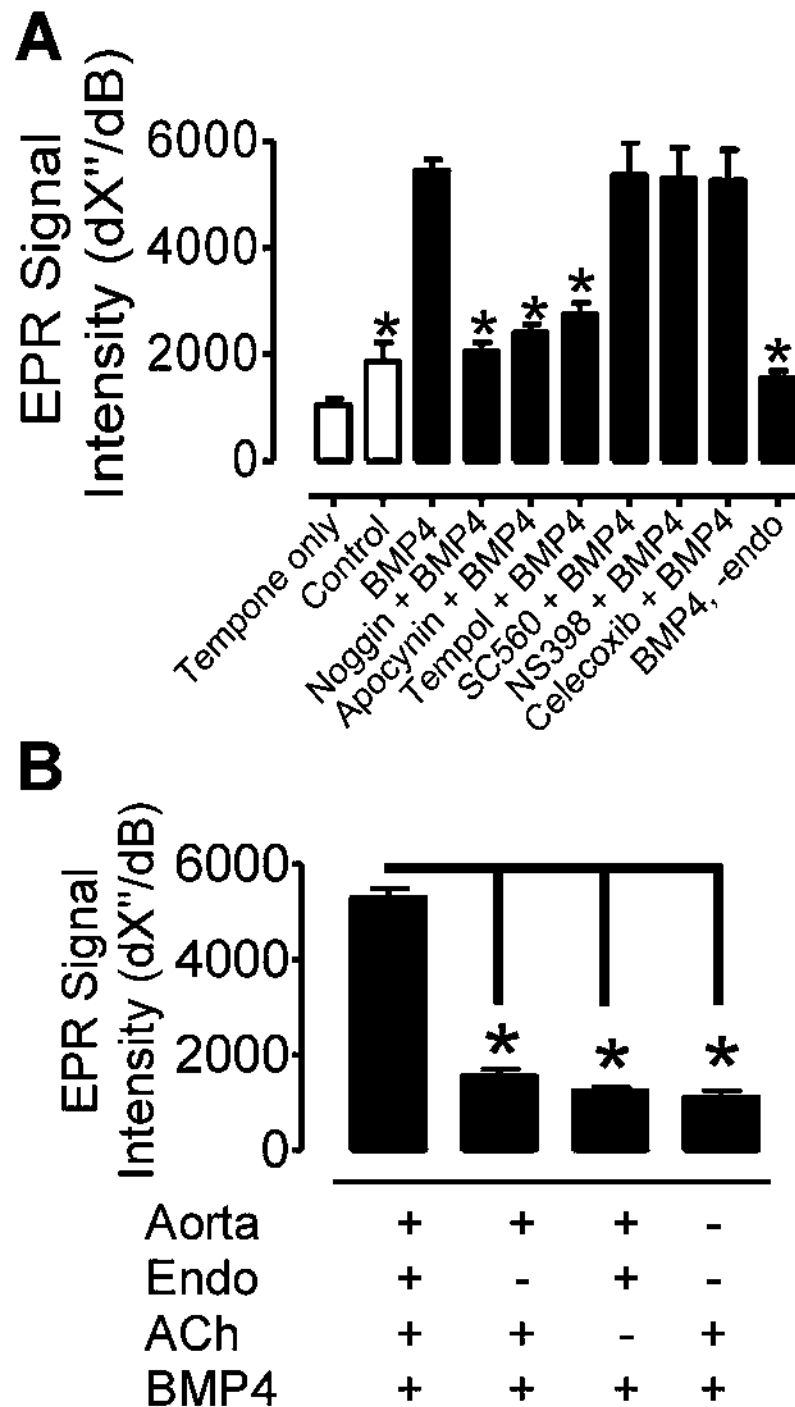 A
EPR Signal
Intensity (dX"/dB)
6000
4000
2000
0
*
*
*
*
*
Tempone only
Control
BMP4
Noggin + BMP4
Apocynin + BMP4
Tempol + BMP4
SC560 + BMP4
NS398 + BMP4
Celecoxib + BMP4
BMP4, -endo
B
EPR Signal
Intensity (dX"/dB)
6000
4000
2000
0
*
*
*
Aorta + + + -
Endo + - + -
ACh + + - +
BMP4 + + + +